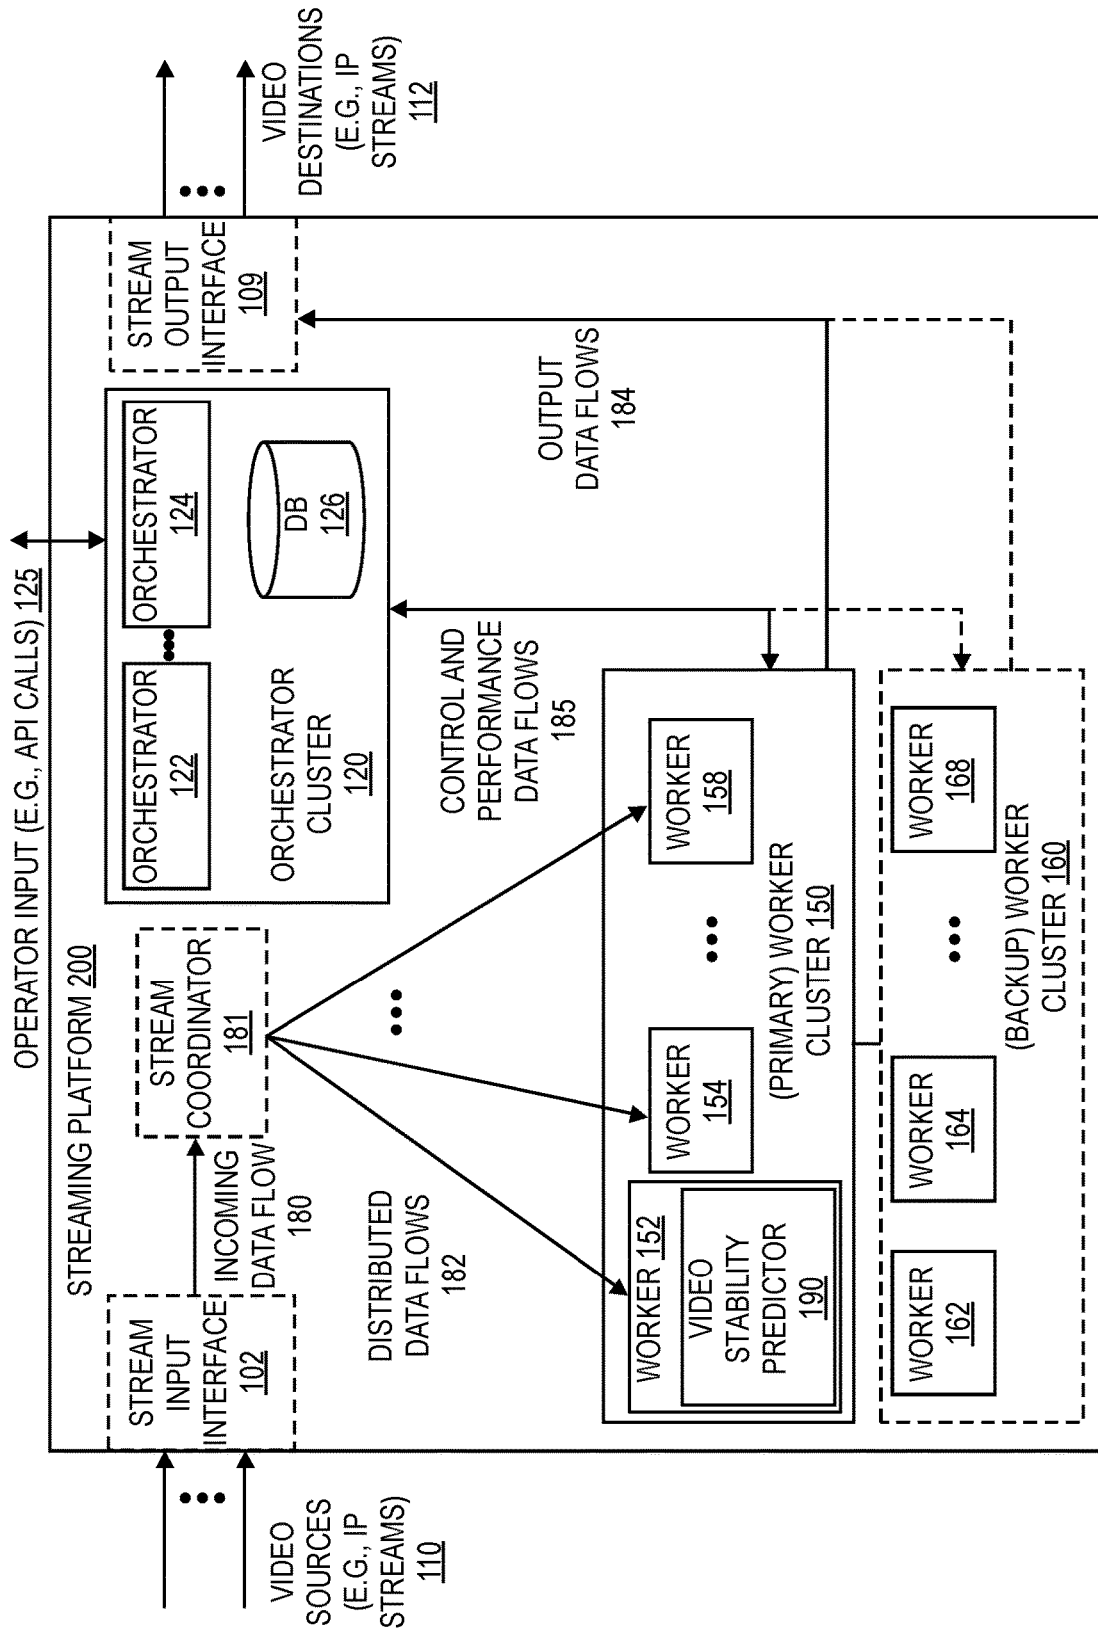 OPERATOR INPUT (E.G., API CALLS) 125
STREAMING PLATFORM 200
VIDEO
SOURCES
(E.G., IP
STREAMS)
110
STREAM
INPUT
INTERFACE
102
INCOMING
DATA FLOW
180
STREAM
COORDINATOR
181
ORCHESTRATOR
122
ORCHESTRATOR
124
DB
126
ORCHESTRATOR
CLUSTER
120
STREAM
OUTPUT
INTERFACE
109
VIDEO
DESTINATIONS
(E.G., IP
STREAMS)
112
DISTRIBUTED
DATA FLOWS
182
CONTROL AND
PERFORMANCE
DATA FLOWS
185
OUTPUT
DATA FLOWS
184
WORKER 152
VIDEO
STABILITY
PREDICTOR
190
WORKER
154
WORKER
158
(PRIMARY) WORKER
CLUSTER 150
WORKER
162
WORKER
164
WORKER
168
(BACKUP) WORKER
CLUSTER 160